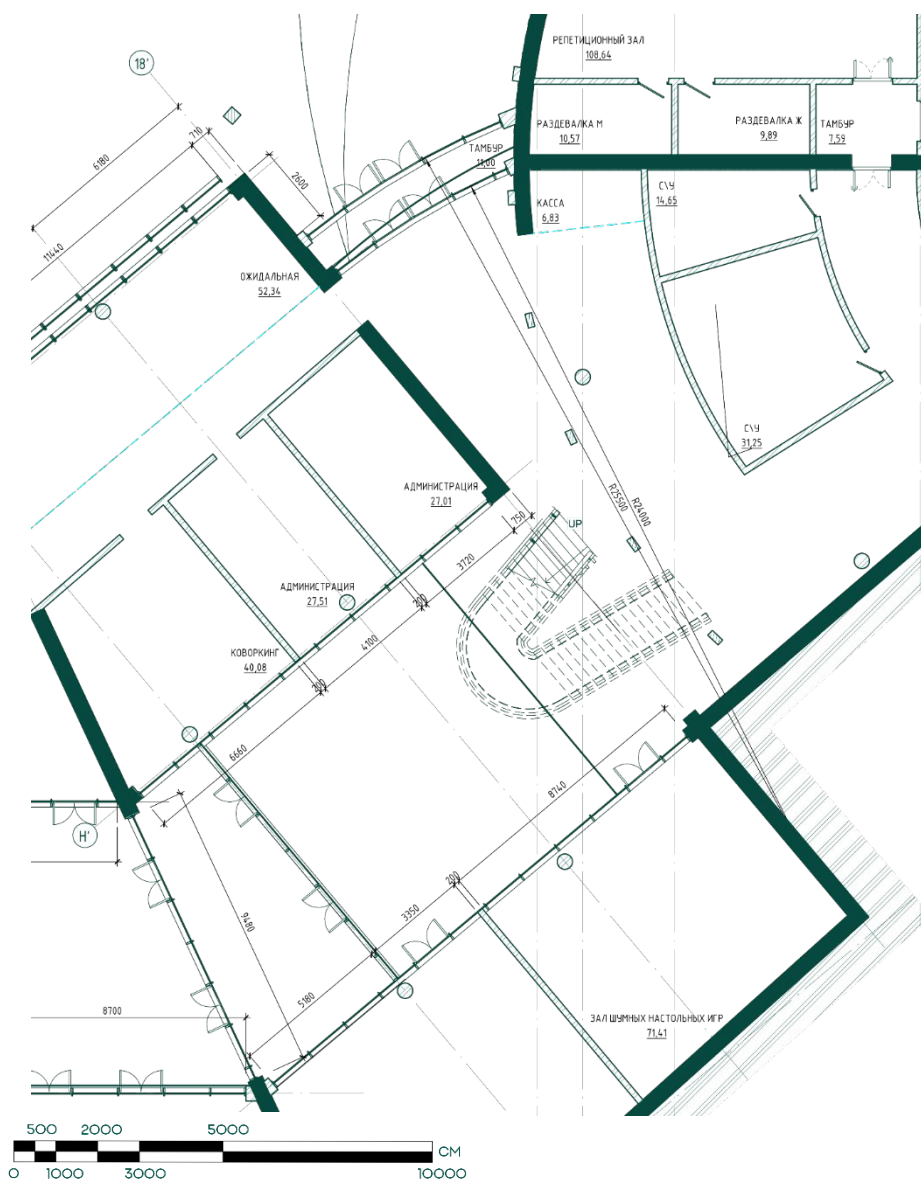 18'
РЕПЕТИЦИОННЫЙ ЗАЛ
108,64
6180
710
РАЗДЕВАЛКА М
10,57
РАЗДЕВАЛКА Ж
9,89
ТАМБУР
7,59
ТАМБУР
11,00
2600
11440
КАССА
6,83
С\У
14,65
ОЖИДАЛЬНАЯ
52,34
С\У
31,25
АДМИНИСТРАЦИЯ
27,01
R25500
R24000
750
UP
3720
АДМИНИСТРАЦИЯ
27,51
200
4100
КОВОРКИНГ
40,08
200
6660
8740
Н'
200
3350
9480
5180
8700
ЗАЛ ШУМНЫХ НАСТОЛЬНЫХ ИГР
71,41
500 2000 5000
СМ
0 1000 3000 10000